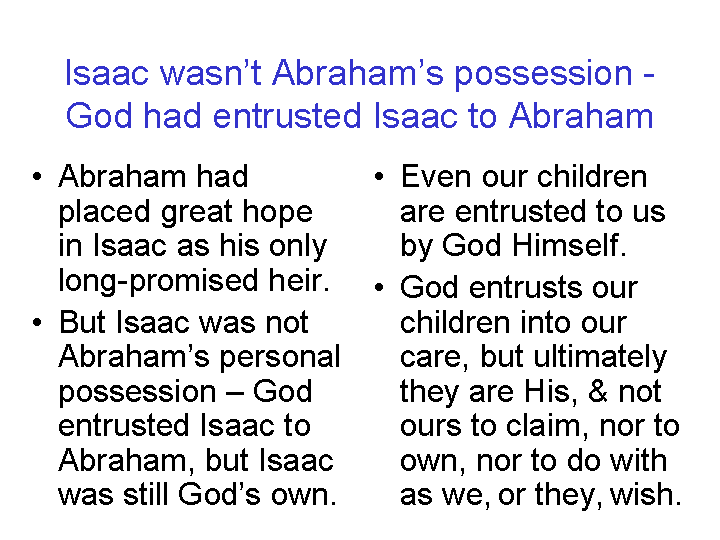 Isaac wasn’t Abraham’s possession -
God had entrusted Isaac to Abraham
• Abraham had
placed great hope
in Isaac as his only
long-promised heir.
• But Isaac was not
Abraham’s personal
possession – God
entrusted Isaac to
Abraham, but Isaac
was still God’s own.
• Even our children
are entrusted to us
by God Himself.
• God entrusts our
children into our
care, but ultimately
they are His, & not
ours to claim, nor to
own, nor to do with
as we, or they, wish.